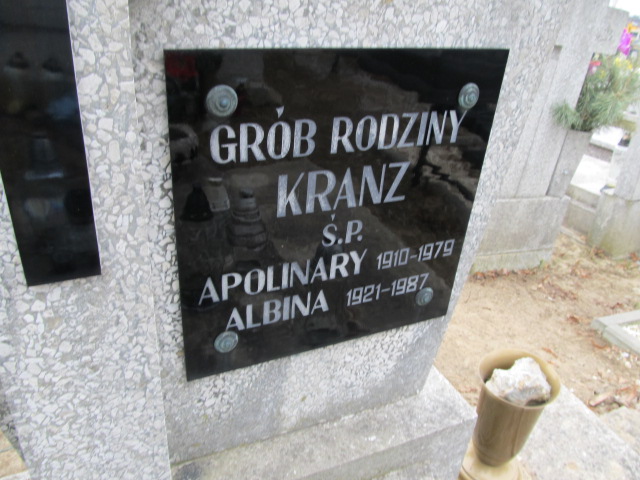 GRÓB RODZINY
KRANZ
Ś.P.
APOLINARY 1910-1979
ALBINA 1921-1987